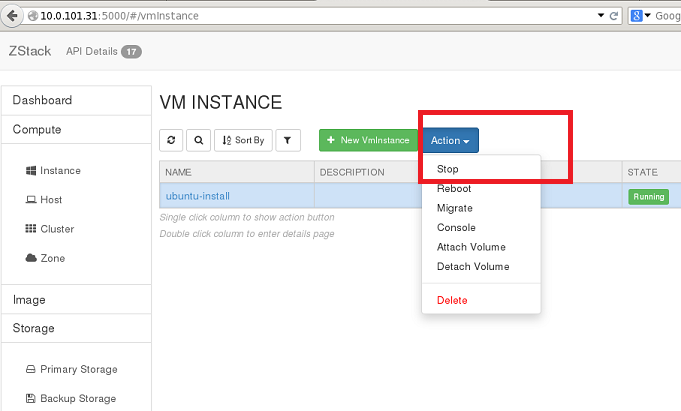 10.0.101.31:5000/#/vmInstance
Goog
ZStack API Details 17
Dashboard
Compute
Instance
Host
Cluster
Zone
Image
Storage
Primary Storage
Backup Storage
VM INSTANCE
Sort By
+ New VmInstance
Action
NAME DESCRIPTION STATE
ubuntu-install Running
Single click column to show action button
Double click column to enter details page
Stop
Reboot
Migrate
Console
Attach Volume
Detach Volume
Delete